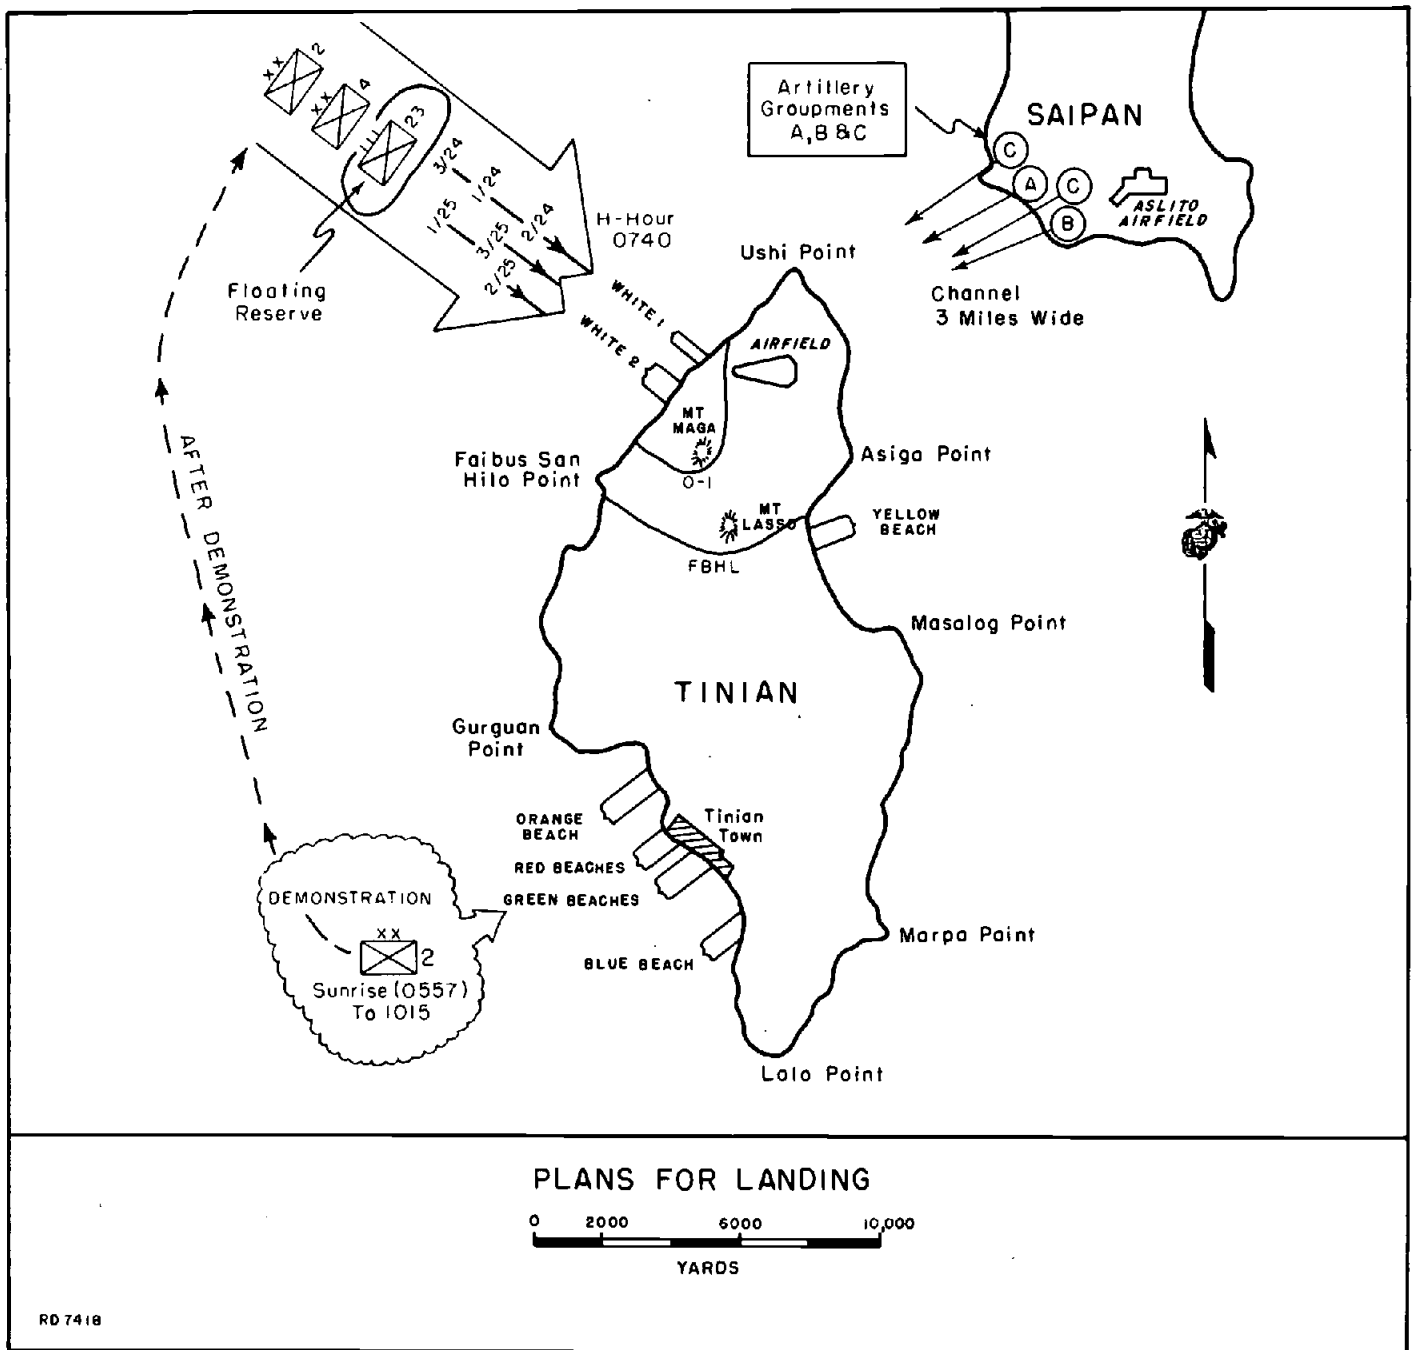 XX
2
XX
4
III
23
3/24
1/24
2/24
1/25
3/25
2/25
H-Hour
0740
Floating
Reserve
Artillery
Groupments
A, B & C
SAIPAN
C
A
C
B
ASLITO
AIRFIELD
Channel
3 Miles Wide
Ushi Point
WHITE 1
WHITE 2
AIRFIELD
MT
MAGA
O-1
Faibus San
Hilo Point
Asiga Point
MT
LASSO
YELLOW
BEACH
FBHL
Masalog Point
TINIAN
AFTER DEMONSTRATION
Gurguan
Point
ORANGE
BEACH
Tinian
Town
RED BEACHES
GREEN BEACHES
BLUE BEACH
DEMONSTRATION
XX
2
Sunrise (0557)
To 1015
Marpa Point
Lalo Point
PLANS FOR LANDING
0 2000 6000 10,000
YARDS
RD 7418